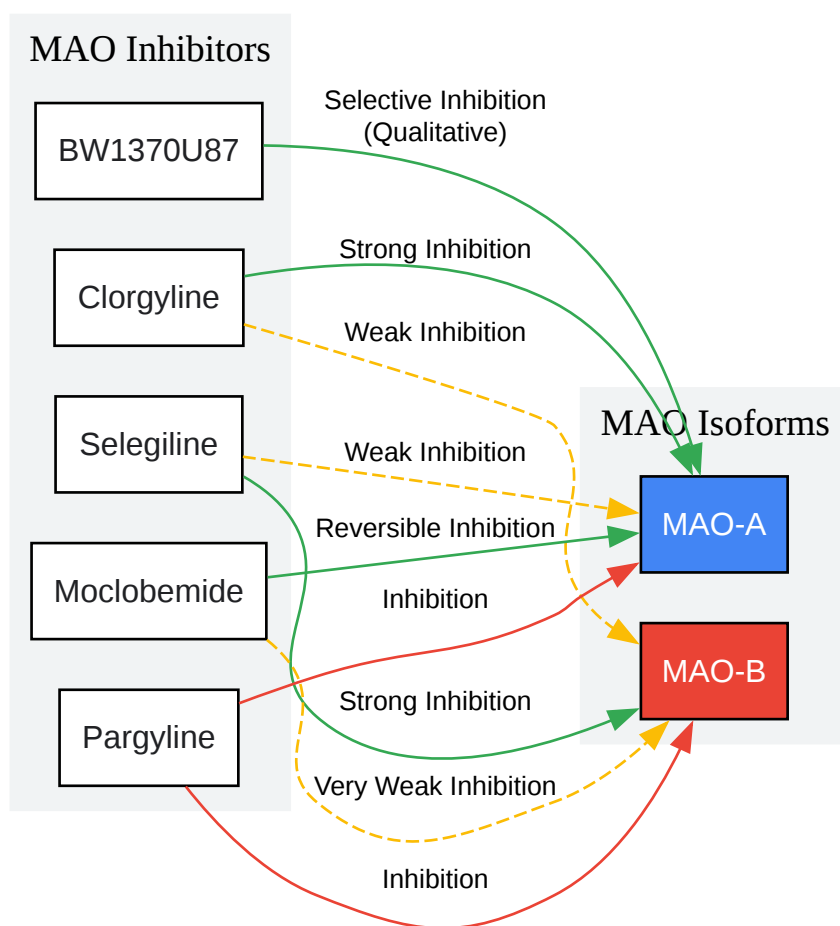 MAO Inhibitors
BW1370U87
Clorgyline
Selegiline
Moclobemide
Pargyline
Selective Inhibition
(Qualitative)
Strong Inhibition
Weak Inhibition
Weak Inhibition
Reversible Inhibition
Inhibition
Strong Inhibition
Very Weak Inhibition
Inhibition
MAO Isoforms
MAO-A
MAO-B